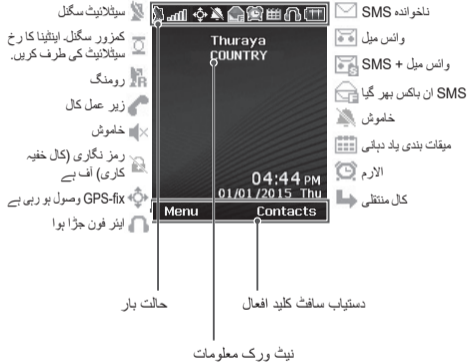 سیٹلائیٹ سگنل
کمزور سگنل. اینٹینا کا رخ
سیٹلائیٹ کی طرف کریں.
رومنگ
زیر عمل کال
خاموش
رمز نگاری (کال خفیہ
کاری) آف ہے
GPS-fix وصول ہو رہی ہے
ایئر فون جڑا ہوا
Thuraya
COUNTRY
04:44 PM
01/01/2015 Thu
Menu
Contacts
ناخواندہ SMS
وائس میل
وائس میل + SMS
SMS ان باکس بھر گیا
خاموش
میقات بندی یاد دہانی
الارم
کال منتقلی
حالت بار
دستیاب سافٹ کلید افعال
نیٹ ورک معلومات